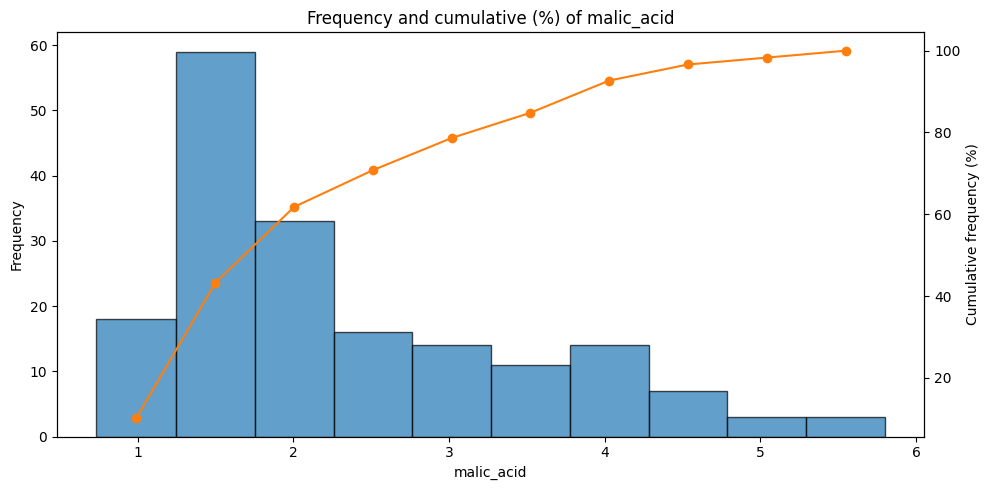 Frequency and cumulative (%) of malic_acid
60
50
40
30
20
10
0
Frequency
100
80
60
40
20
Cumulative frequency (%)
1 2 3 4 5 6
malic_acid